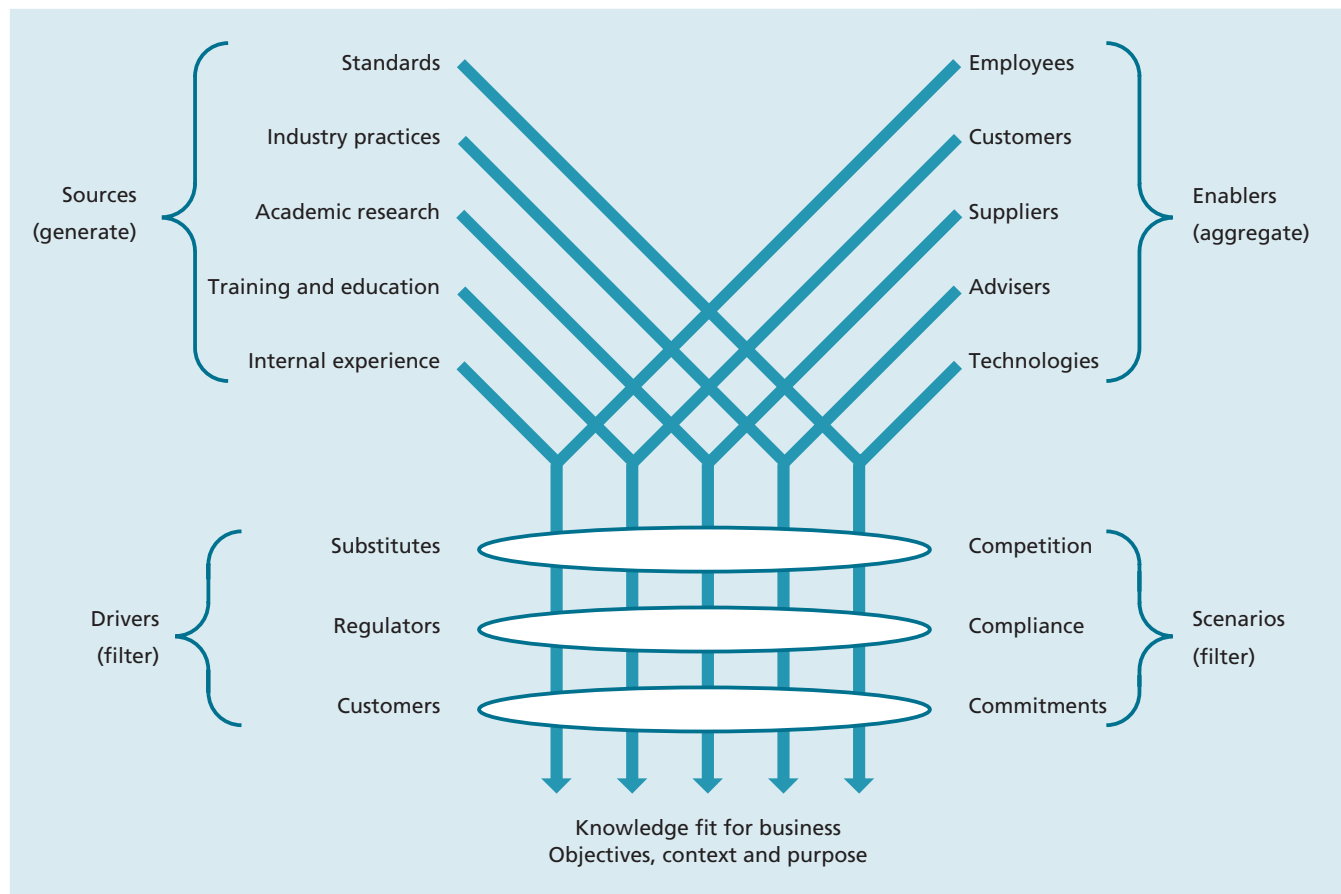 Sources
(generate)
Standards
Industry practices
Academic research
Training and education
Internal experience
Employees
Customers
Suppliers
Advisers
Technologies
Enablers
(aggregate)
Drivers
(filter)
Substitutes
Regulators
Customers
Competition
Compliance
Commitments
Scenarios
(filter)
Knowledge fit for business
Objectives, context and purpose